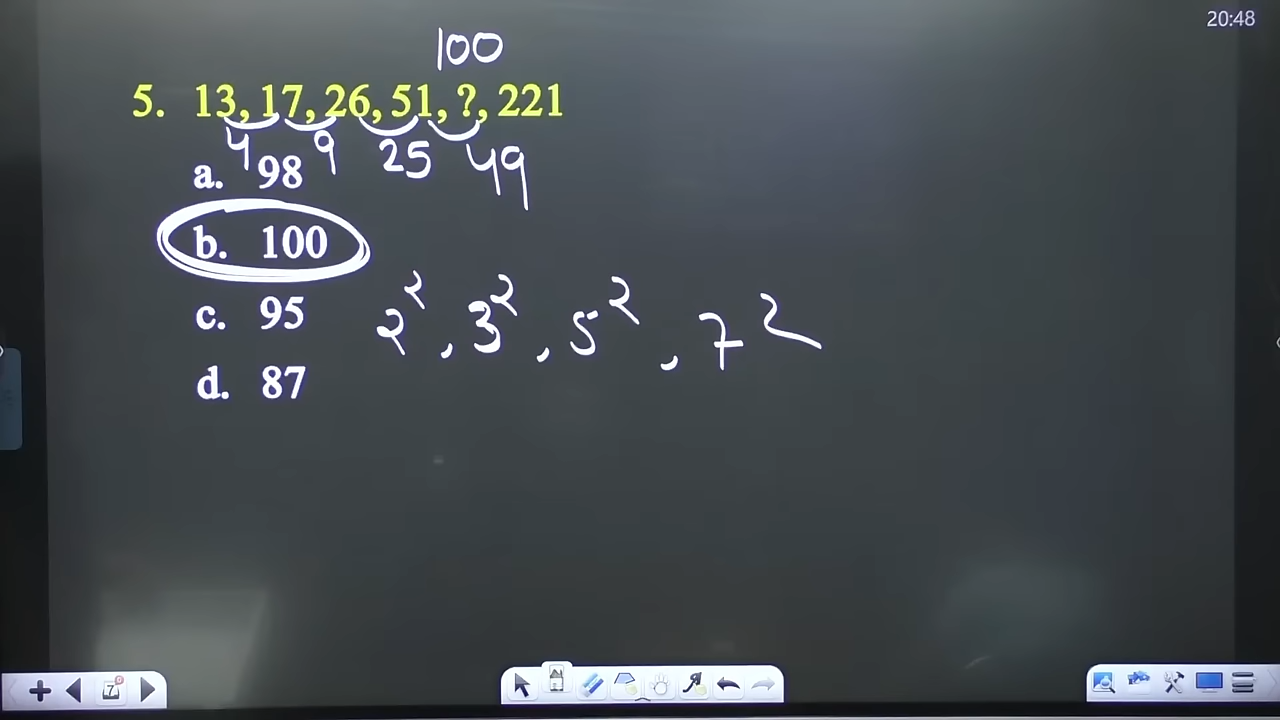 20:48
100
5. 13, 17, 26, 51, ?, 221
4 9 25 49
a. 98
b. 100
c. 95
d. 87
2², 3², 5², 7²
7